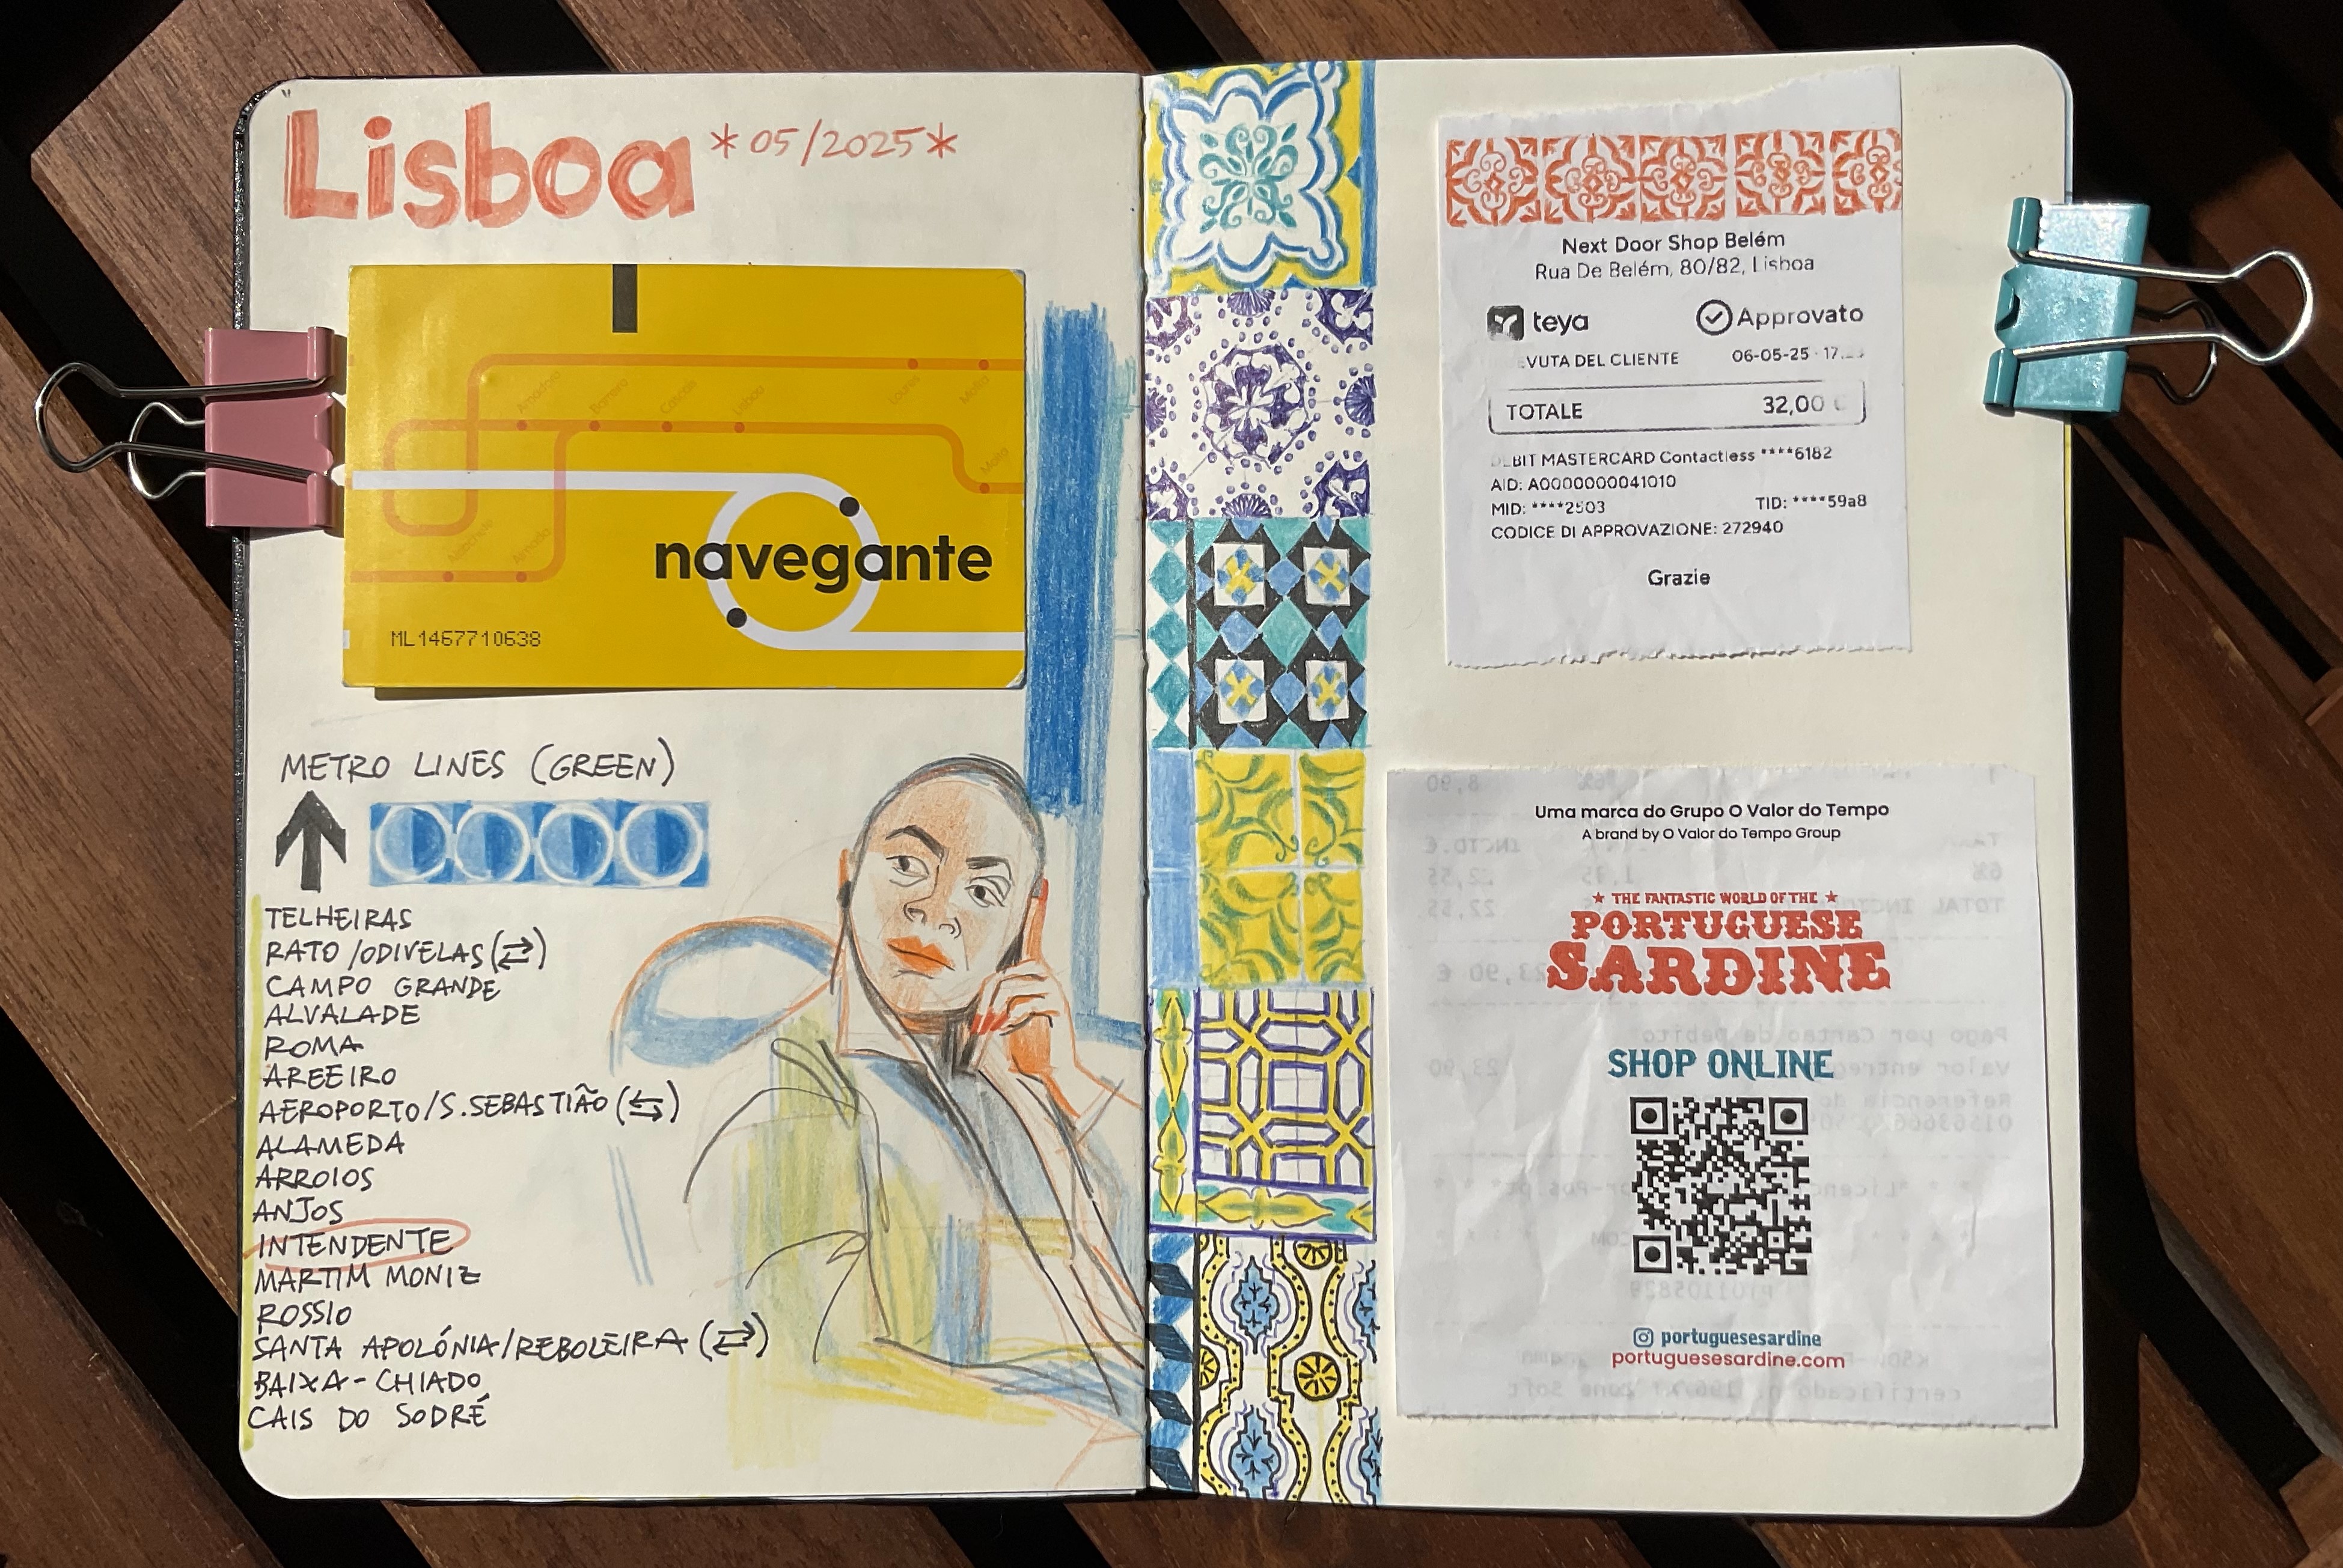 Lisboa *05/2025*
navegante
ML1467710638
METRO LINES (GREEN)
TELHEIRAS
RATO/ODIVELAS (⇄)
CAMPO GRANDE
ALVALADE
ROMA
AREEIRO
AEROPORTO/S.SEBASTIÃO (⇆)
ALAMEDA
ARROIOS
ANJOS
INTENDENTE
MARTIM MONIZ
ROSSIO
SANTA APOLÓNIA/REBOLEIRA (⇄)
BAIXA-CHIADO
CAIS DO SODRÉ
Next Door Shop Belém
Rua De Belém, 80/82, Lisboa
teya Approvato
DEL CLIENTE 06-05-25
TOTALE 32,00 €
MASTERCARD Contactless ****6182
AID: A0000000041010
MID: ****2503 TID: ****59a8
CODICE DI APPROVAZIONE: 272940
Grazie
Uma marca do Grupo O Valor do Tempo
A brand by O Valor do Tempo Group
★ THE FANTASTIC WORLD OF THE ★
PORTUGUESE
SARDINE
SHOP ONLINE
portuguesesardine
portuguesesardine.com